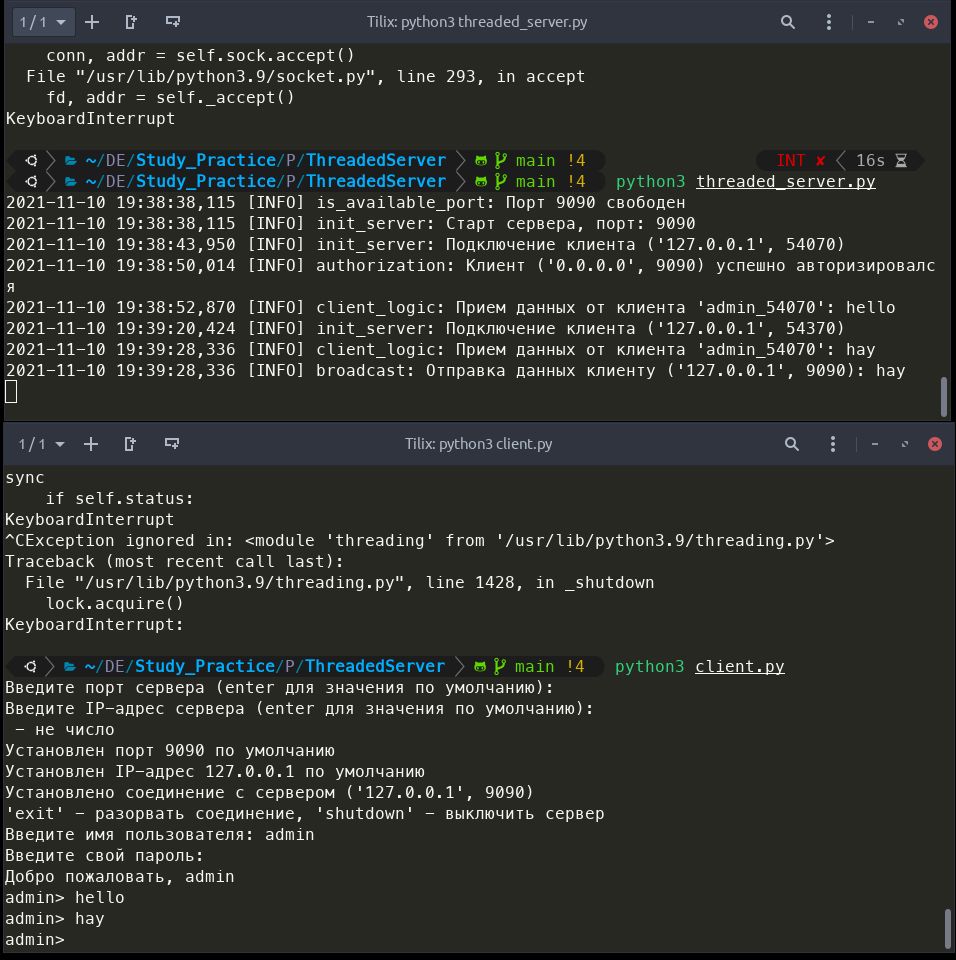 1 / 1
Tilix: python3 threaded_server.py
conn, addr = self.sock.accept()
File "/usr/lib/python3.9/socket.py", line 293, in accept
fd, addr = self._accept()
KeyboardInterrupt
~/DE/Study_Practice/P/ThreadedServer main !4 INT ✘ 16s
~/DE/Study_Practice/P/ThreadedServer main !4 python3 threaded_server.py
2021-11-10 19:38:38,115 [INFO] is_available_port: Порт 9090 свободен
2021-11-10 19:38:38,115 [INFO] init_server: Старт сервера, порт: 9090
2021-11-10 19:38:43,950 [INFO] init_server: Подключение клиента ('127.0.0.1', 54070)
2021-11-10 19:38:50,014 [INFO] authorization: Клиент ('0.0.0.0', 9090) успешно авторизировалс
я
2021-11-10 19:38:52,870 [INFO] client_logic: Прием данных от клиента 'admin_54070': hello
2021-11-10 19:39:20,424 [INFO] init_server: Подключение клиента ('127.0.0.1', 54370)
2021-11-10 19:39:28,336 [INFO] client_logic: Прием данных от клиента 'admin_54070': hay
2021-11-10 19:39:28,336 [INFO] broadcast: Отправка данных клиенту ('127.0.0.1', 9090): hay
1 / 1
Tilix: python3 client.py
sync
if self.status:
KeyboardInterrupt
^CException ignored in: <module 'threading' from '/usr/lib/python3.9/threading.py'>
Traceback (most recent call last):
File "/usr/lib/python3.9/threading.py", line 1428, in _shutdown
lock.acquire()
KeyboardInterrupt:
~/DE/Study_Practice/P/ThreadedServer main !4 python3 client.py
Введите порт сервера (enter для значения по умолчанию):
Введите IP-адрес сервера (enter для значения по умолчанию):
- не число
Установлен порт 9090 по умолчанию
Установлен IP-адрес 127.0.0.1 по умолчанию
Установлено соединение с сервером ('127.0.0.1', 9090)
'exit' - разорвать соединение, 'shutdown' - выключить сервер
Введите имя пользователя: admin
Введите свой пароль:
Добро пожаловать, admin
admin> hello
admin> hay
admin>